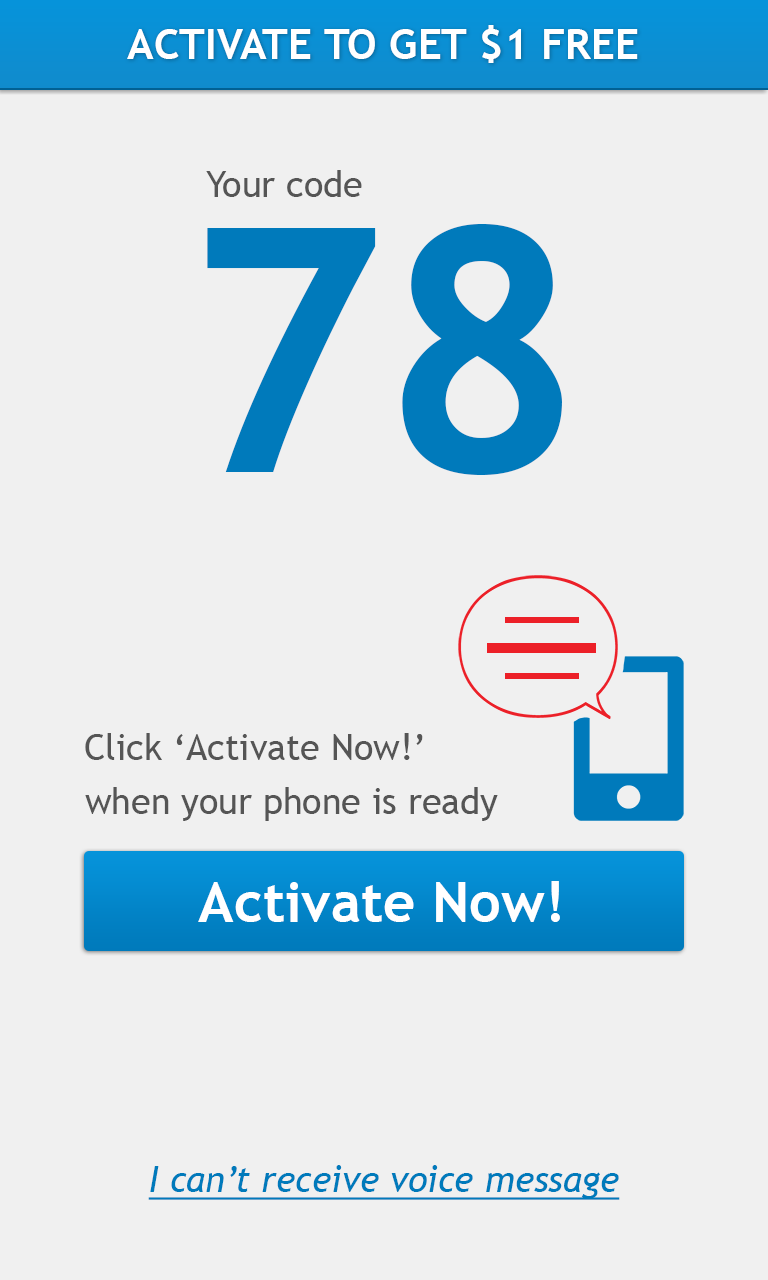 ACTIVATE TO GET $1 FREE
Your code
78
Click ‘Activate Now!’
when your phone is ready
Activate Now!
I can’t receive voice message